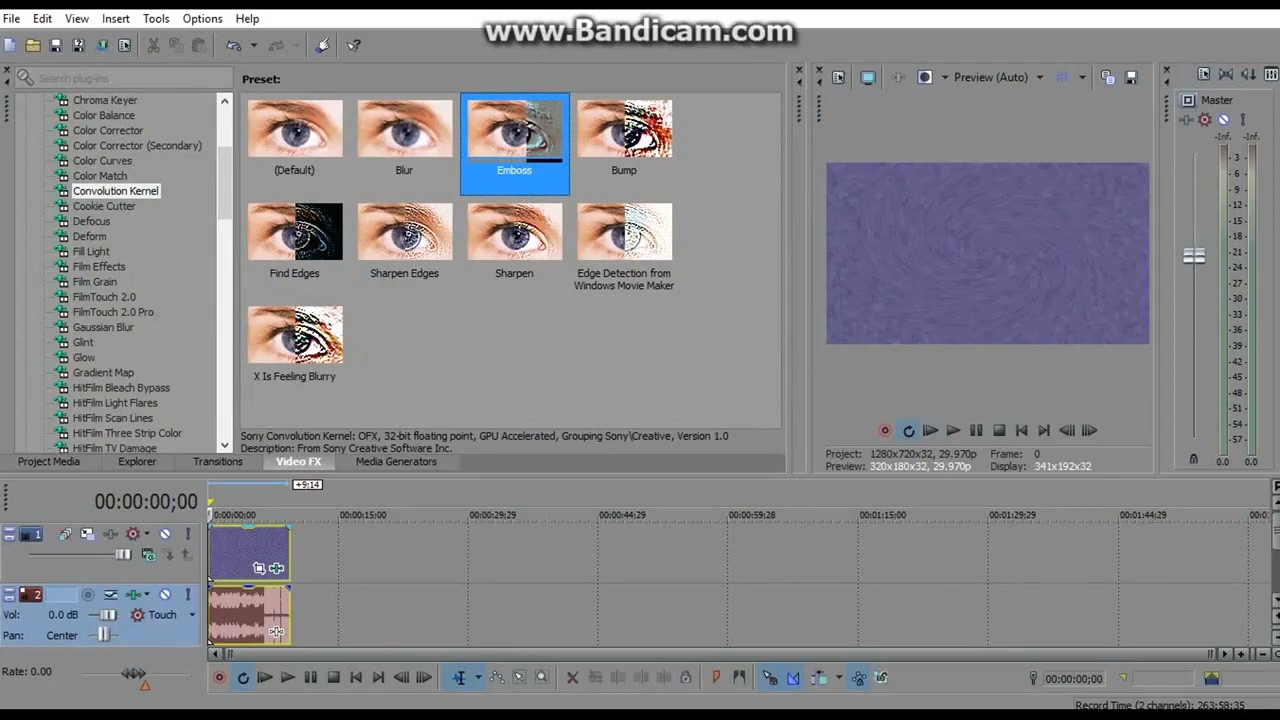 www.Bandicam.com
File Edit View Insert Tools Options Help
Search plug-ins
Preset:
Preview (Auto)
Master
Chroma Keyer
Color Balance
Color Corrector
Color Corrector (Secondary)
Color Curves
Color Match
Convolution Kernel
Cookie Cutter
Defocus
Deform
Fill Light
Film Effects
Film Grain
FilmTouch 2.0
FilmTouch 2.0 Pro
Gaussian Blur
Glint
Glow
Gradient Map
HitFilm Bleach Bypass
HitFilm Light Flares
HitFilm Scan Lines
HitFilm Three Strip Color
HitFilm TV Damage
(Default) Blur Emboss Bump
Find Edges Sharpen Edges Sharpen Edge Detection from
Windows Movie Maker
X Is Feeling Blurry
Sony Convolution Kernel: OFX, 32-bit floating point, GPU Accelerated, Grouping Sony\Creative, Version 1.0
Description: From Sony Creative Software Inc.
Project Media Explorer Transitions Video FX Media Generators
Project: 1280x720x32, 29.970p Frame: 0
Preview: 320x180x32, 29.970p Display: 341x192x32
-Inf. -Inf.
3
6
9
12
15
18
21
24
27
30
33
36
39
42
45
48
51
54
57
0.0 0.0
00:00:00;00
+9:14
0:00:00;00 00:00:15;00 00:00:29;29 00:00:44;29 00:00:59;28 00:01:15;00 00:01:29;29 00:01:44;29 00:0
1
2
Vol: 0.0 dB Touch
Pan: Center
Rate: 0.00
00:00:00;00
Record Time (2 channels): 263:58:35